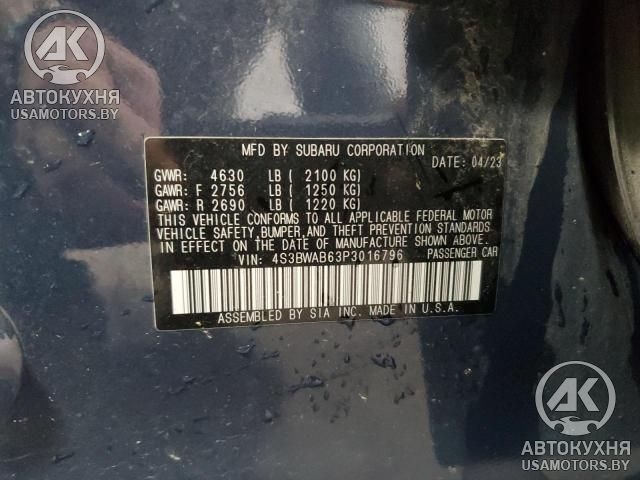 AK
АВТОКУХНЯ
USAMOTORS.BY
MFD BY SUBARU CORPORATION
DATE: 04/23
GVWR: 4630 LB ( 2100 KG)
GAWR: F 2756 LB ( 1250 KG)
GAWR: R 2690 LB ( 1220 KG)
THIS VEHICLE CONFORMS TO ALL APPLICABLE FEDERAL MOTOR
VEHICLE SAFETY, BUMPER, AND THEFT PREVENTION STANDARDS
IN EFFECT ON THE DATE OF MANUFACTURE SHOWN ABOVE.
VIN: 4S3BWAB63P3016796 PASSENGER CAR
ASSEMBLED BY SIA INC. MADE IN U.S.A.
AK
АВТОКУХНЯ
USAMOTORS.BY